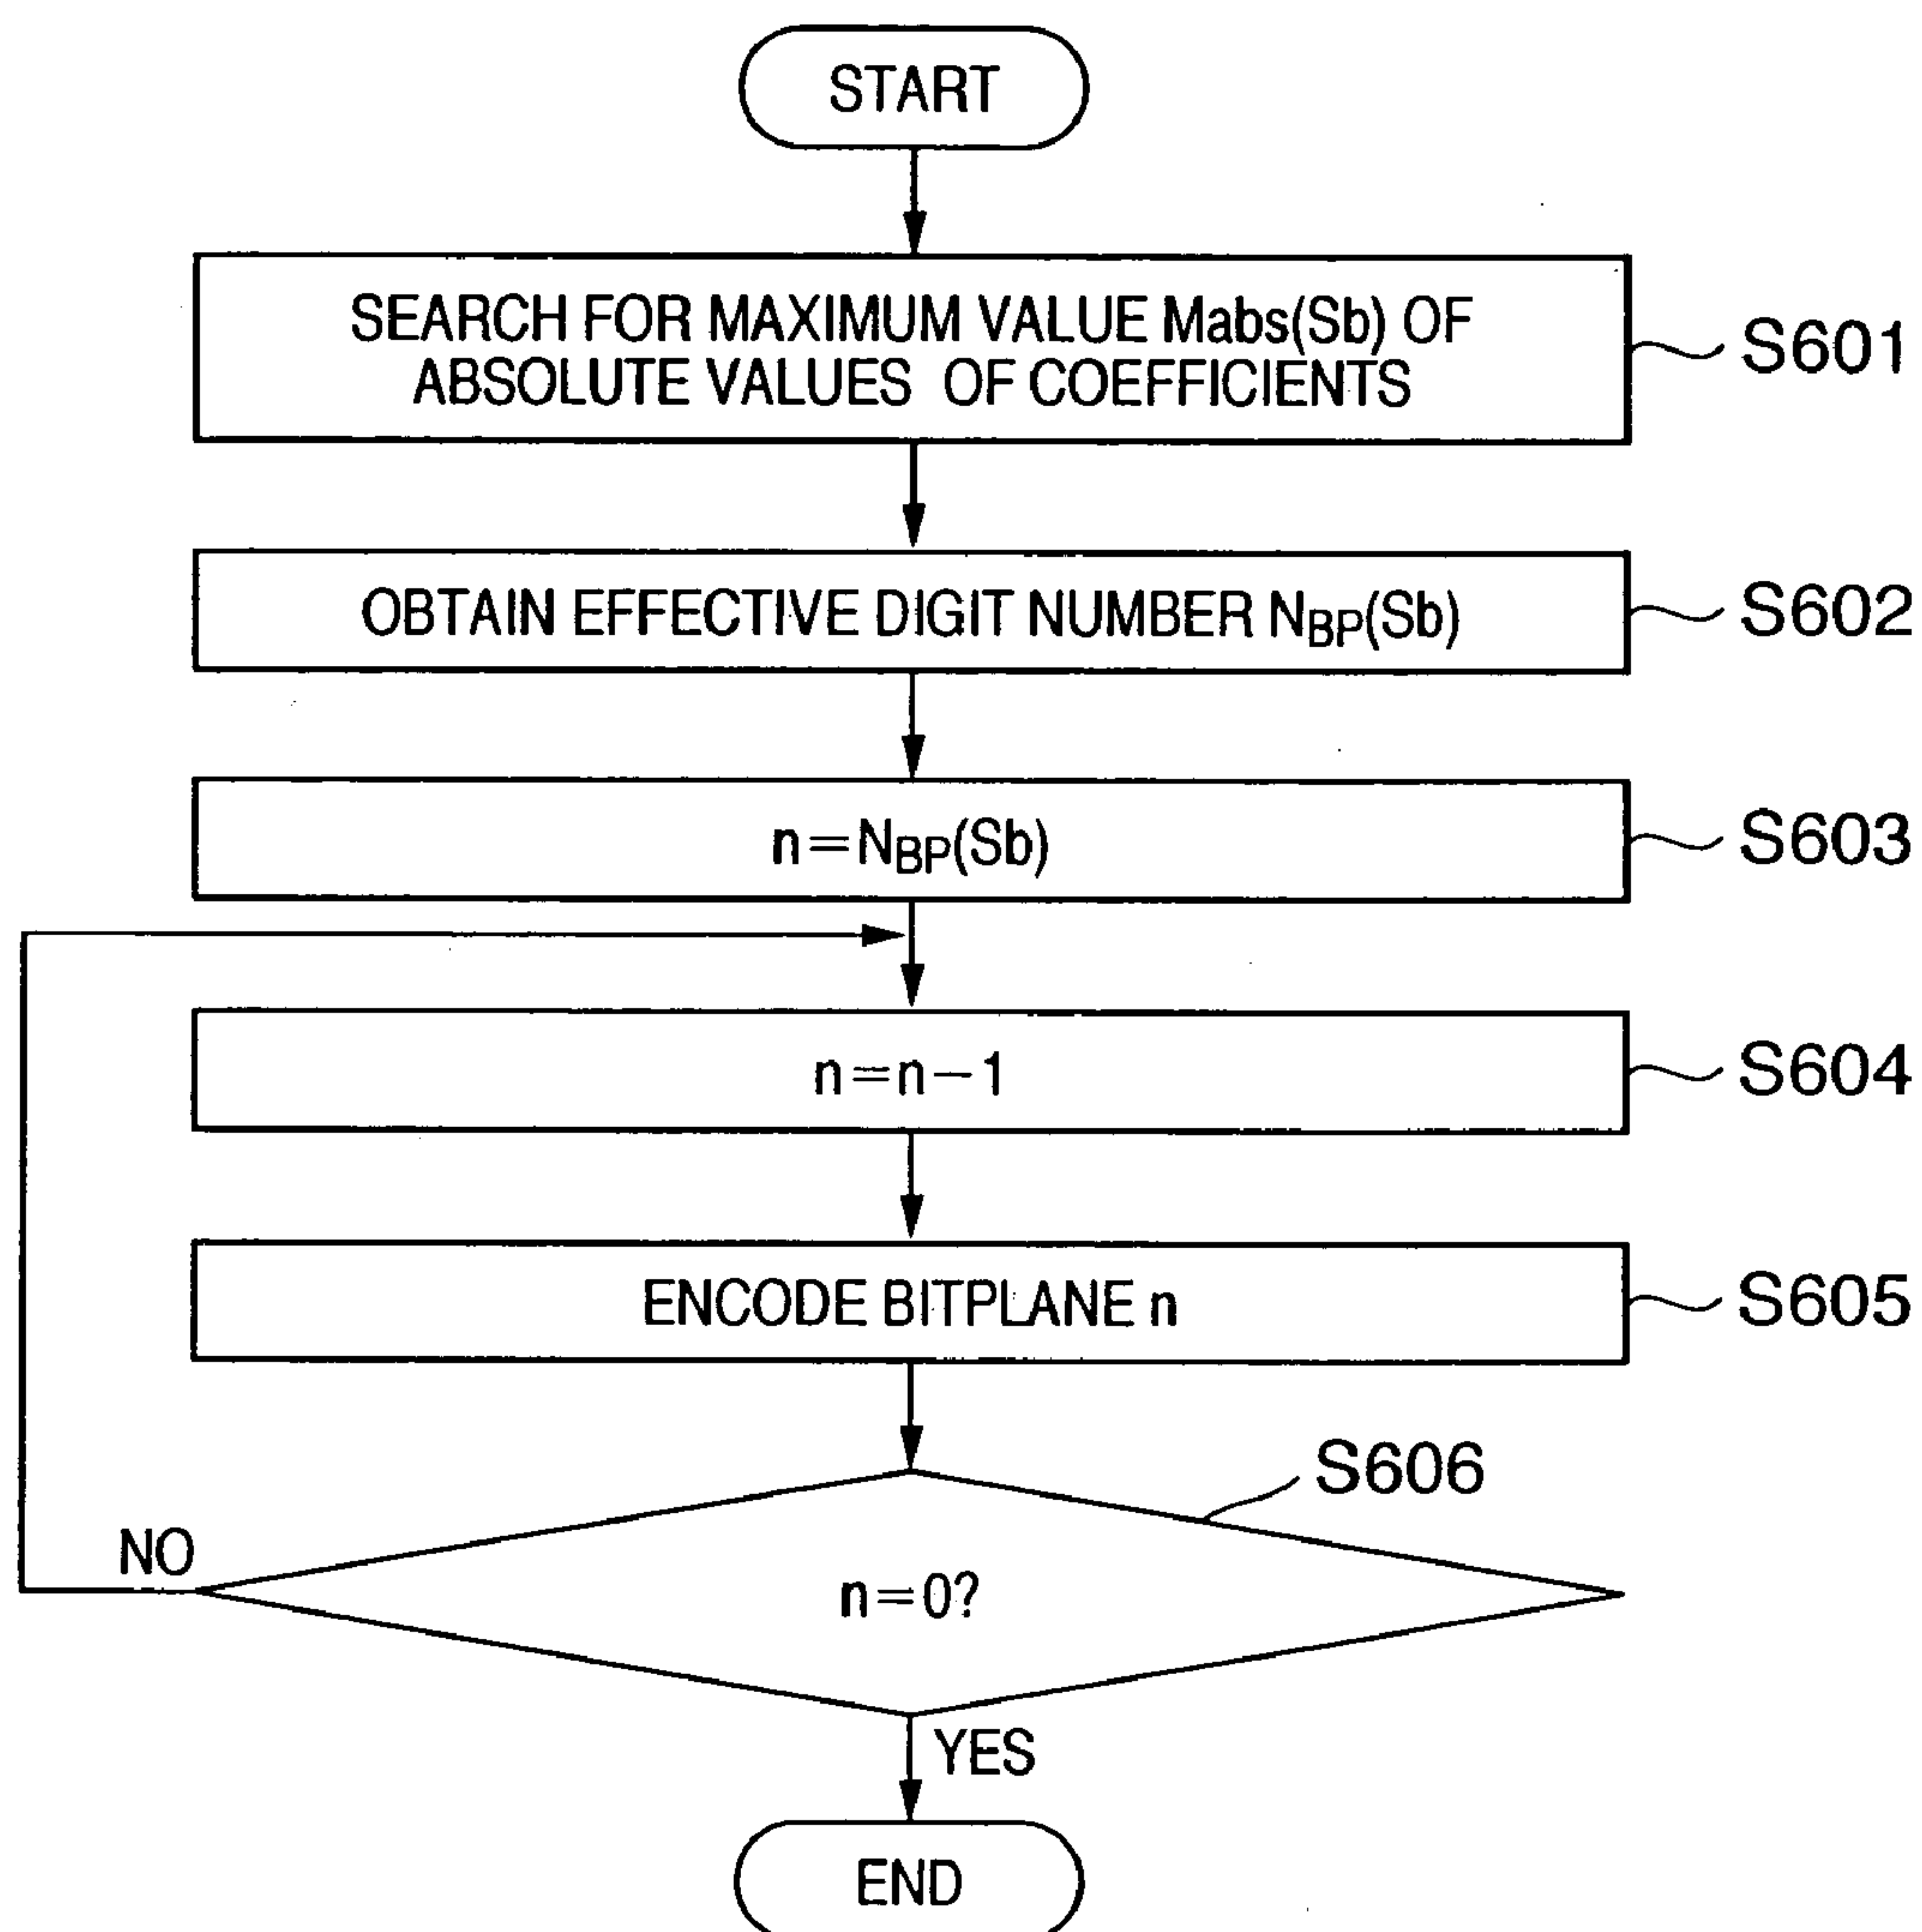 START
SEARCH FOR MAXIMUM VALUE Mabs(Sb) OF
ABSOLUTE VALUES OF COEFFICIENTS
S601
OBTAIN EFFECTIVE DIGIT NUMBER NBP(Sb)
S602
n=NBP(Sb)
S603
n=n-1
S604
ENCODE BITPLANE n
S605
S606
NO
n=0?
YES
END